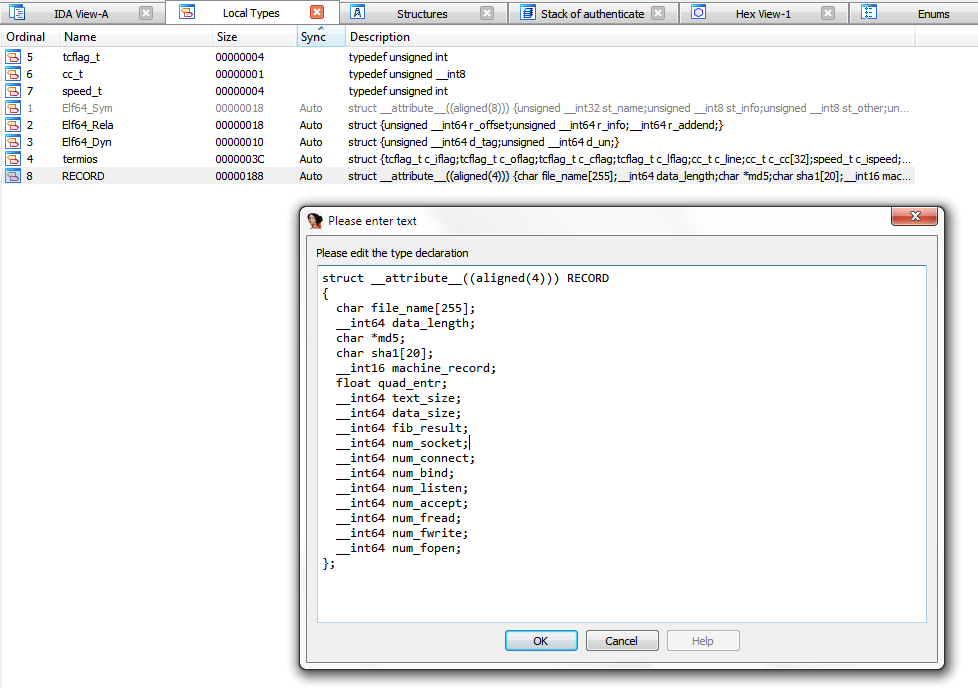 IDA View-A Local Types Structures Stack of authenticate Hex View-1 Enums
Ordinal Name Size Sync Description
5 tcflag_t 00000004 typedef unsigned int
6 cc_t 00000001 typedef unsigned __int8
7 speed_t 00000004 typedef unsigned int
1 Elf64_Sym 00000018 Auto struct __attribute__((aligned(8))) {unsigned __int32 st_name;unsigned __int8 st_info;unsigned __int8 st_other;un...
2 Elf64_Rela 00000018 Auto struct {unsigned __int64 r_offset;unsigned __int64 r_info;__int64 r_addend;}
3 Elf64_Dyn 00000010 Auto struct {unsigned __int64 d_tag;unsigned __int64 d_un;}
4 termios 0000003C Auto struct {tcflag_t c_iflag;tcflag_t c_oflag;tcflag_t c_cflag;tcflag_t c_lflag;cc_t c_line;cc_t c_cc[32];speed_t c_ispeed;...
8 RECORD 00000188 Auto struct __attribute__((aligned(4))) {char file_name[255];__int64 data_length;char *md5;char sha1[20];__int16 mac...
Please enter text
Please edit the type declaration
struct __attribute__((aligned(4))) RECORD
{
char file_name[255];
__int64 data_length;
char *md5;
char sha1[20];
__int16 machine_record;
float quad_entr;
__int64 text_size;
__int64 data_size;
__int64 fib_result;
__int64 num_socket;
__int64 num_connect;
__int64 num_bind;
__int64 num_listen;
__int64 num_accept;
__int64 num_fread;
__int64 num_fwrite;
__int64 num_fopen;
};
OK Cancel Help